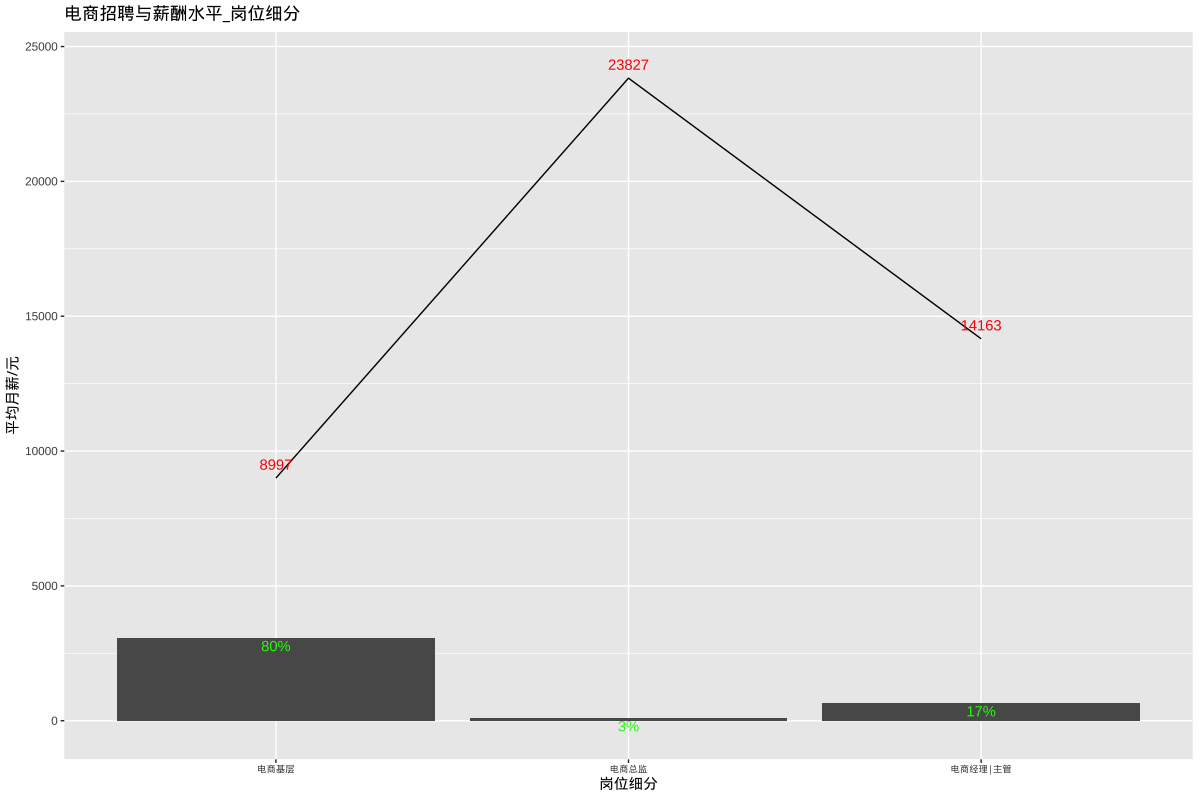 电商招聘与薪酬水平_岗位细分
平均月薪/元
25000
20000
15000
10000
5000
0
23827
14163
8997
80%
3%
17%
电商基层
电商总监
电商经理|主管
岗位细分